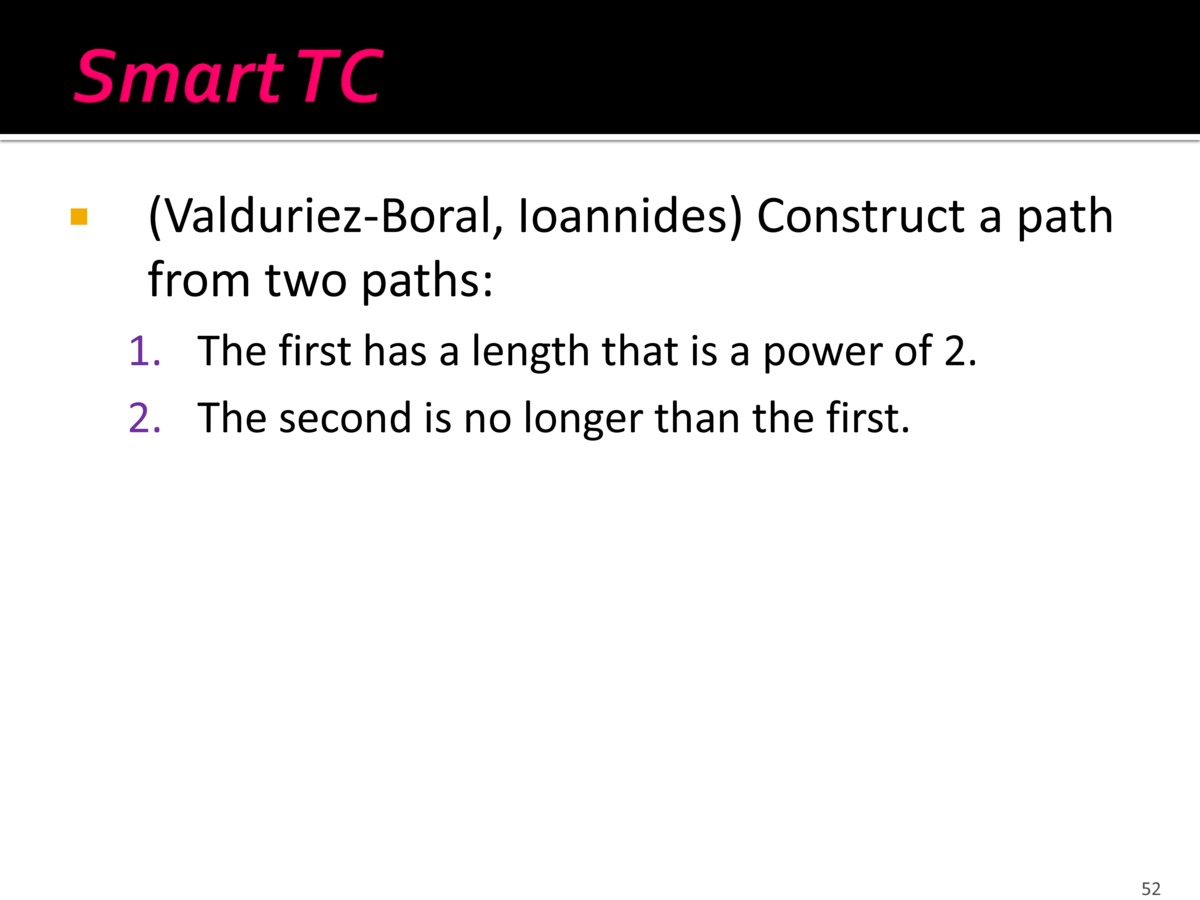 Smart TC
(Valduriez-Boral, Ioannides) Construct a path
from two paths:
1. The first has a length that is a power of 2.
2. The second is no longer than the first.
52